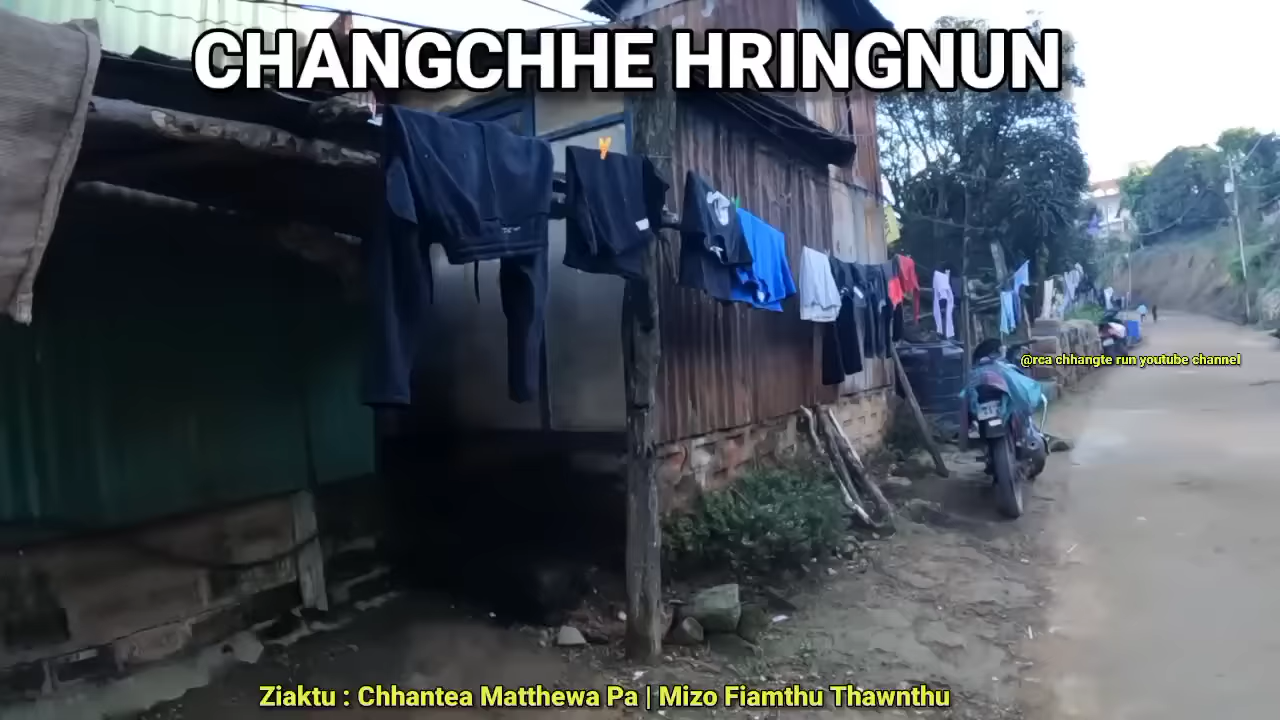 CHANGCHHE HRINGNUN
@rca chhangte run youtube channel
Ziaktu : Chhantea Matthewa Pa | Mizo Fiamthu Thawnthu